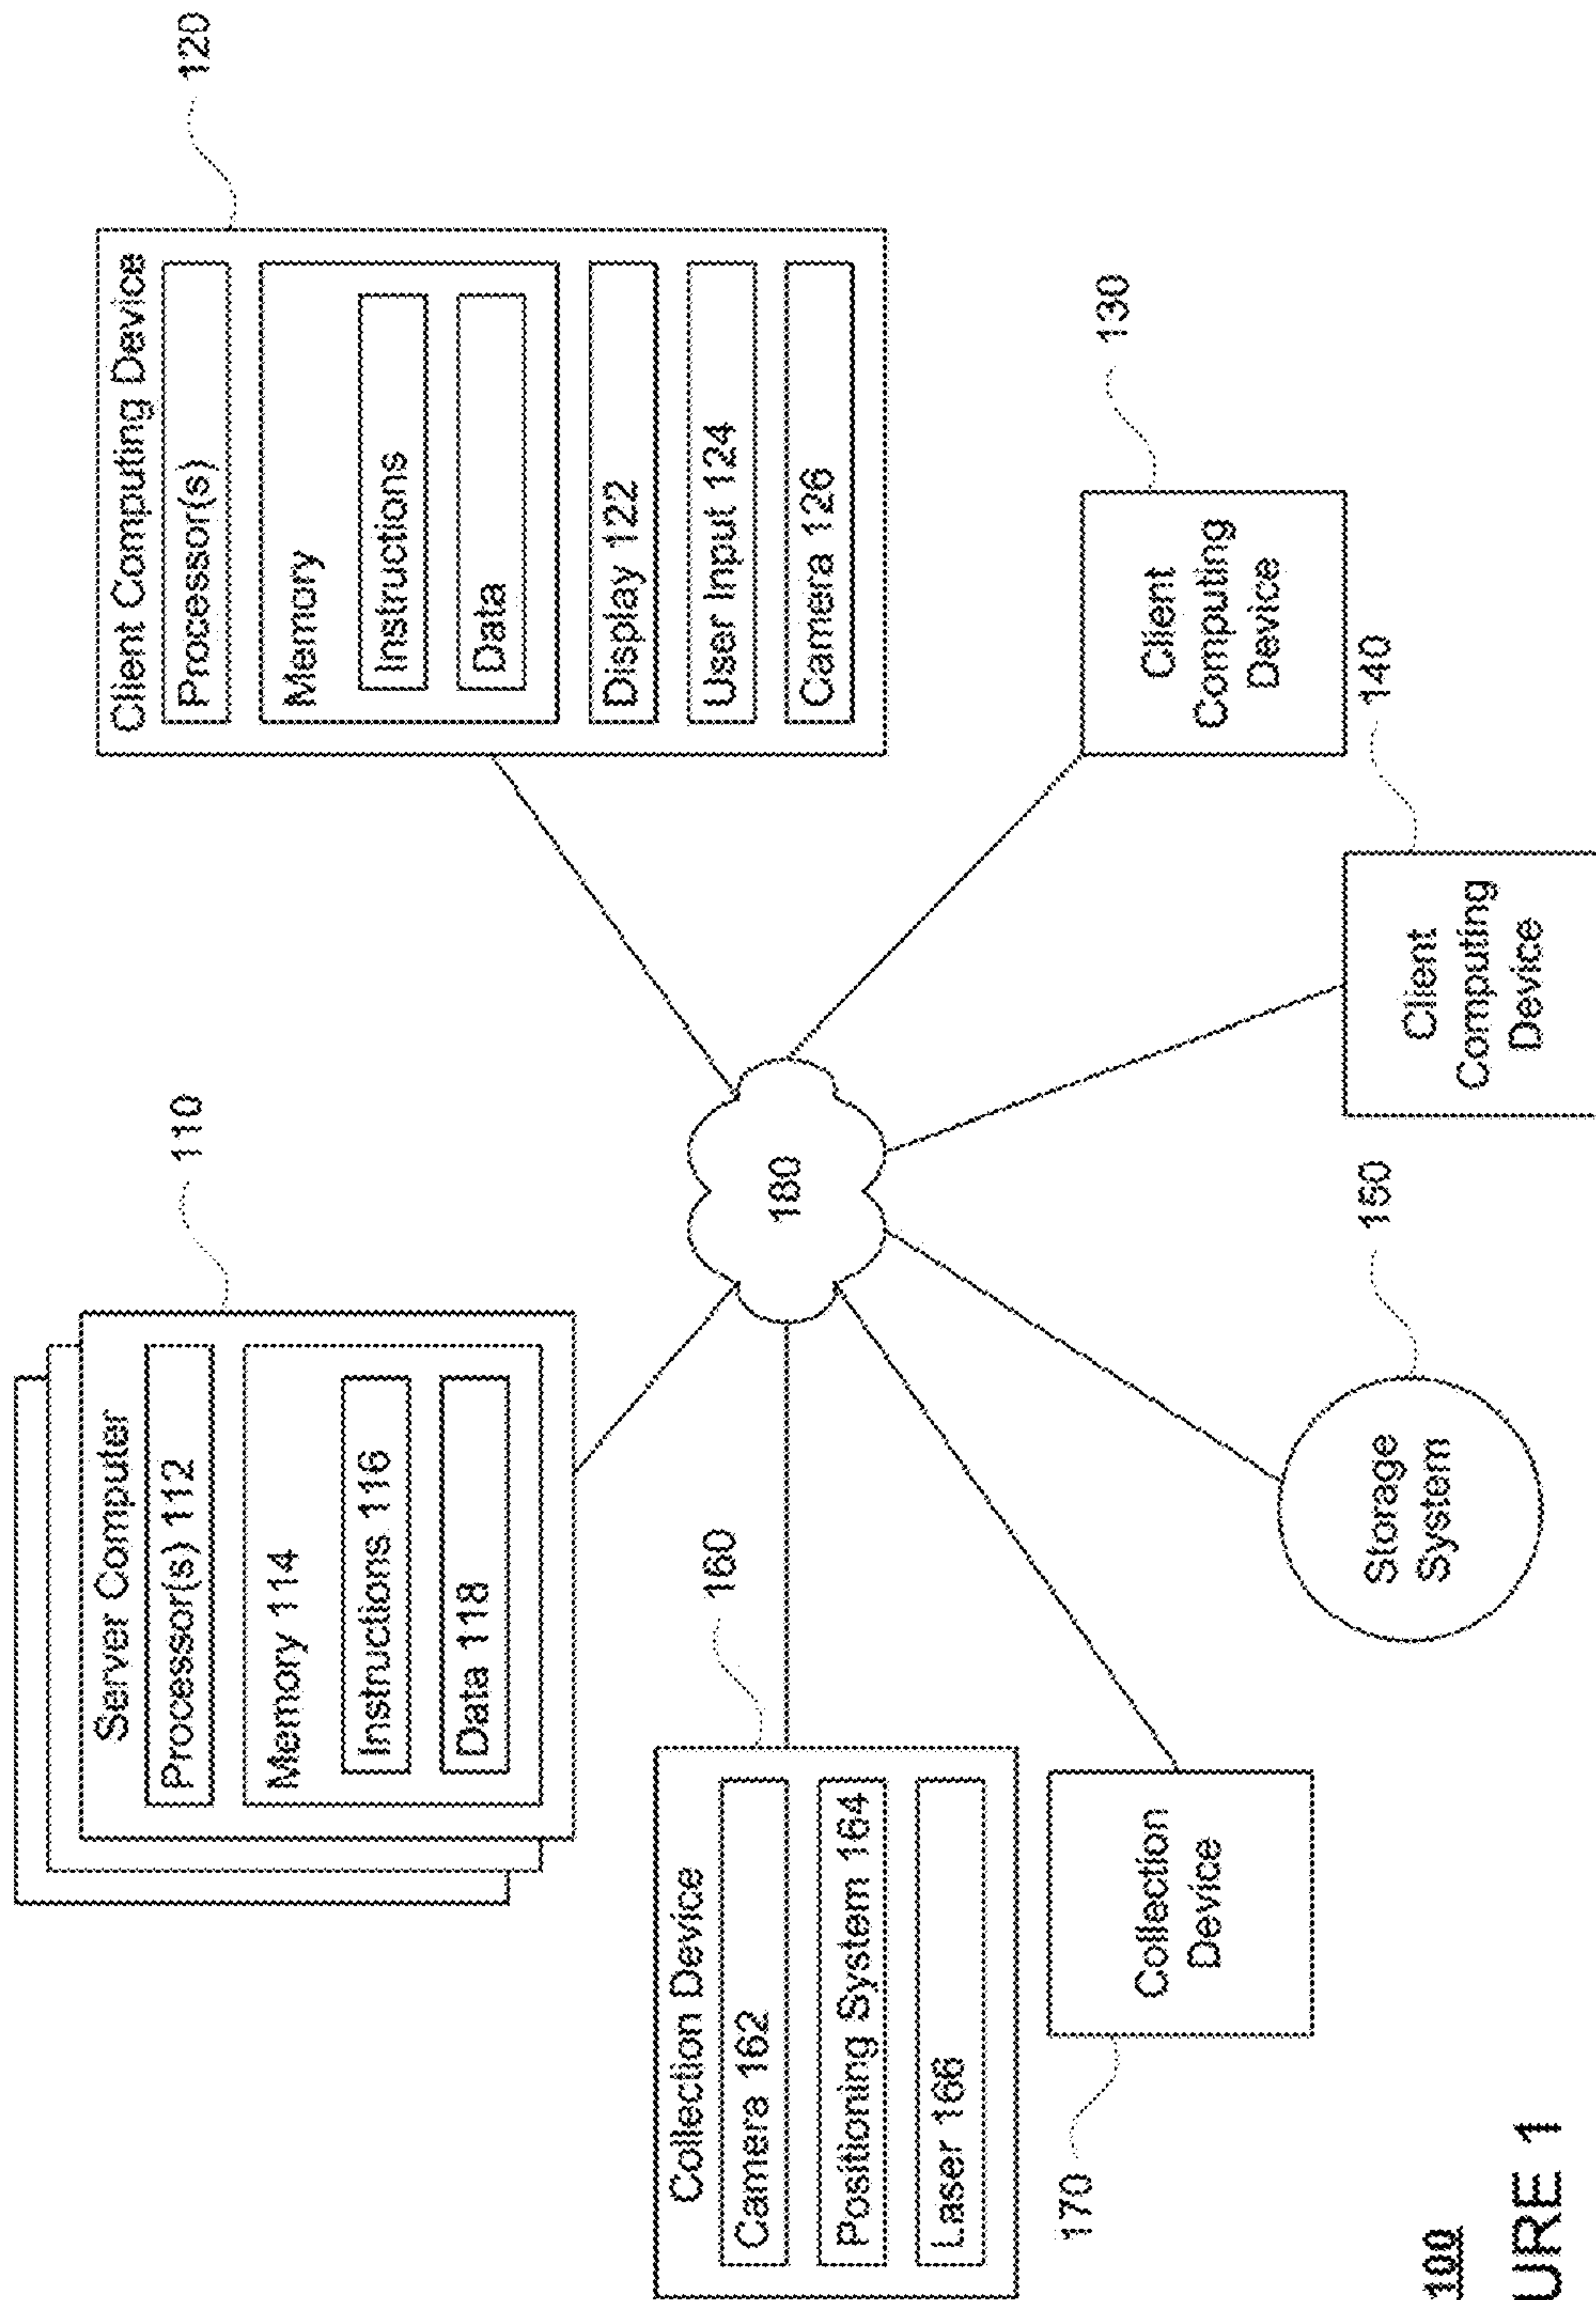 110
Server Computer
Processor(s) 112
Memory 114
Instructions 116
Data 118
120
Client Computing Device
Processor(s)
Memory
Instructions
Data
Display 122
User Input 124
Camera 126
160
Collection Device
Camera 162
Positioning System 164
Laser 166
180
130
Client
Computing
Device
170
Collection
Device
140
Client
Computing
Device
150
Storage
System
100
URE 1